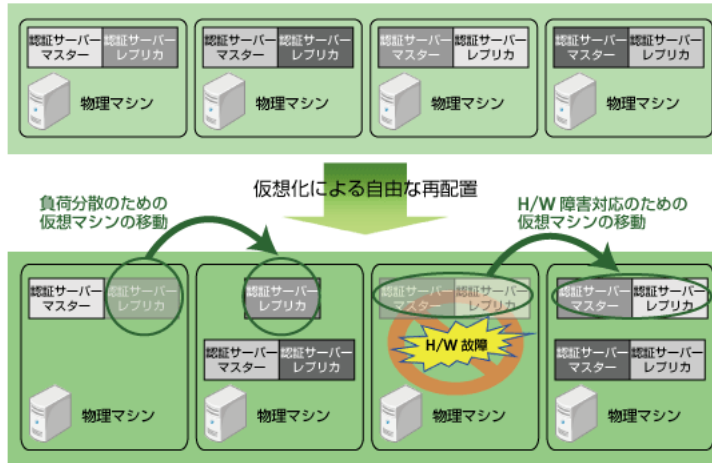 認証サーバー
マスター
認証サーバー
レプリカ
物理マシン
認証サーバー
マスター
認証サーバー
レプリカ
物理マシン
認証サーバー
マスター
認証サーバー
レプリカ
物理マシン
認証サーバー
マスター
認証サーバー
レプリカ
物理マシン
仮想化による自由な再配置
負荷分散のための
仮想マシンの移動
H/W 障害対応のための
仮想マシンの移動
認証サーバー
マスター
認証サーバー
レプリカ
物理マシン
認証サーバー
レプリカ
認証サーバー
マスター
認証サーバー
レプリカ
物理マシン
認証サーバー
マスター
認証サーバー
レプリカ
H/W 故障
物理マシン
認証サーバー
マスター
認証サーバー
レプリカ
認証サーバー
マスター
認証サーバー
レプリカ
物理マシン